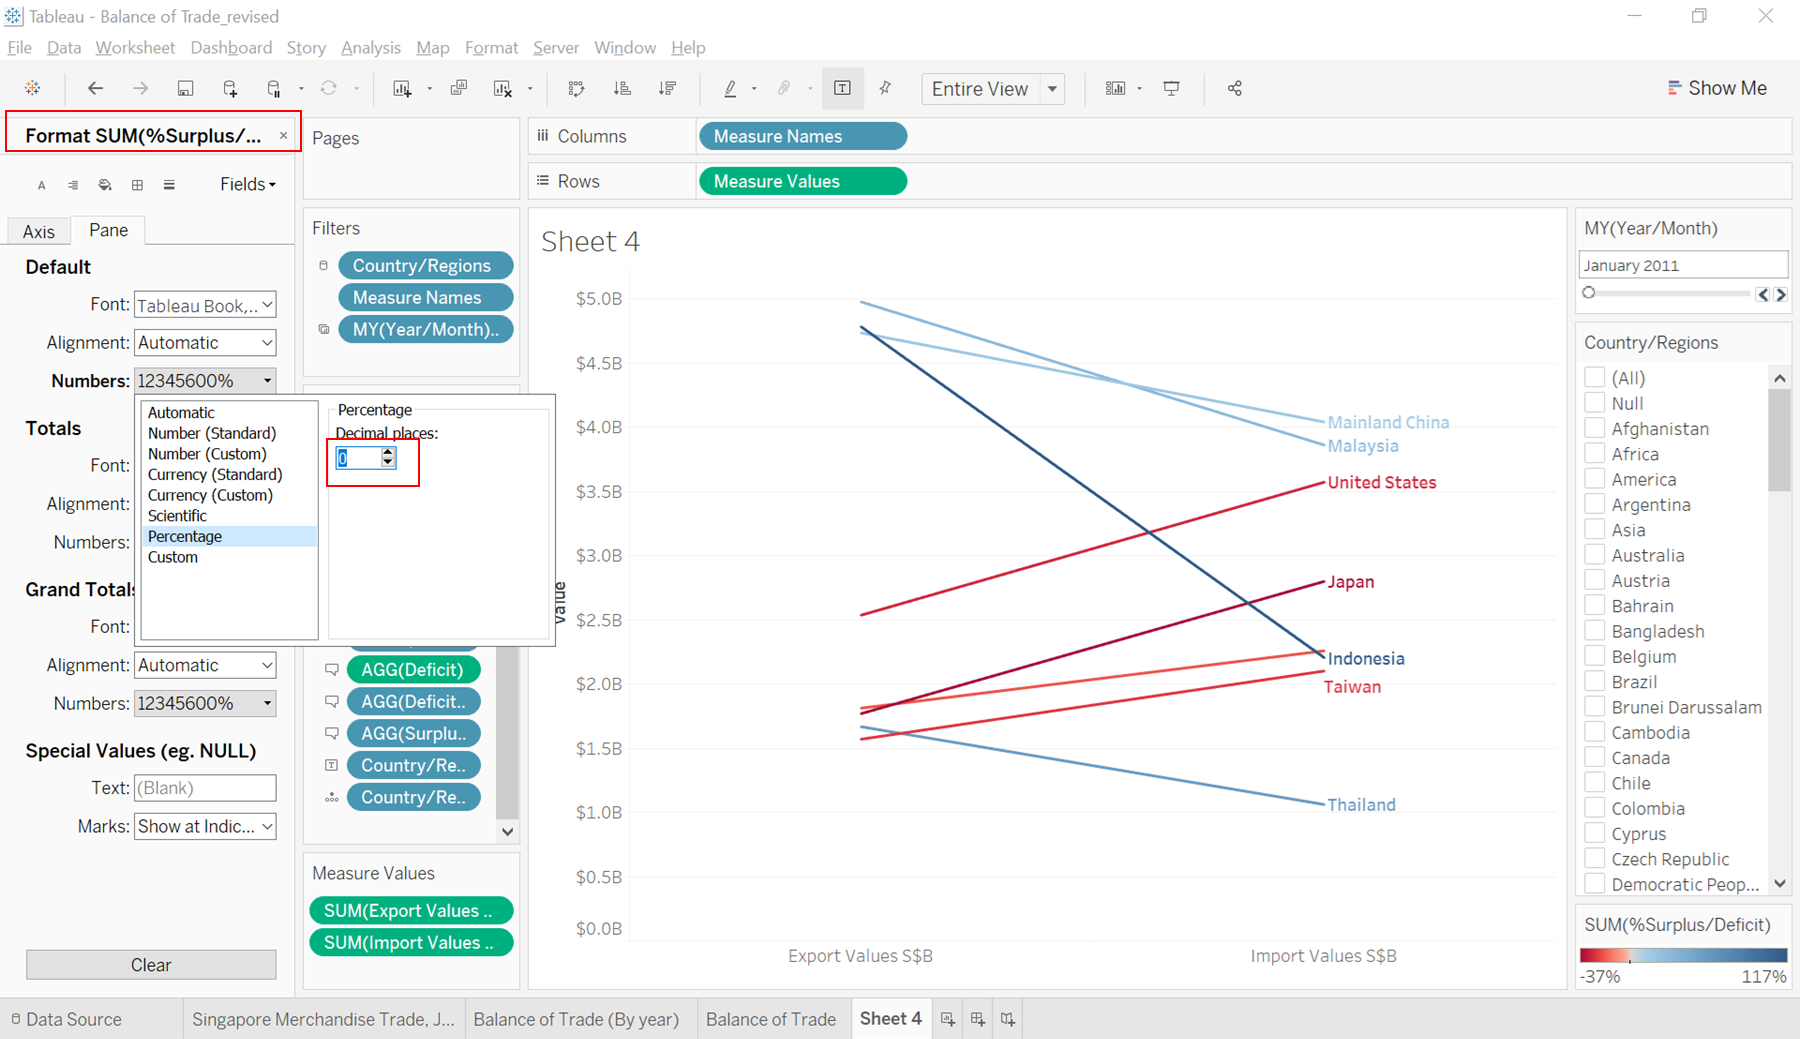 Tableau - Balance of Trade_revised
File Data Worksheet Dashboard Story Analysis Map Format Server Window Help
Entire View
Show Me
Format SUM(%Surplus/... ×
Fields
Axis
Pane
Default
Font: Tableau Book,..
Alignment: Automatic
Numbers: 12345600%
Totals
Font:
Alignment:
Numbers:
Grand Totals
Font:
Alignment: Automatic
Numbers: 12345600%
Special Values (eg. NULL)
Text: (Blank)
Marks: Show at Indic...
Clear
Automatic
Number (Standard)
Number (Custom)
Currency (Standard)
Currency (Custom)
Scientific
Percentage
Custom
Percentage
Decimal places:
0
Pages
Filters
Country/Regions
Measure Names
MY(Year/Month)..
AGG(Deficit)
AGG(Deficit..
AGG(Surplu..
Country/Re..
Country/Re..
Measure Values
SUM(Export Values ..
SUM(Import Values ..
Columns
Measure Names
Rows
Measure Values
Sheet 4
$5.0B
$4.5B
$4.0B
$3.5B
$3.0B
$2.5B
$2.0B
$1.5B
$1.0B
$0.5B
$0.0B
Value
Mainland China
Malaysia
United States
Japan
Indonesia
Taiwan
Thailand
Export Values S$B
Import Values S$B
MY(Year/Month)
January 2011
Country/Regions
(All)
Null
Afghanistan
Africa
America
Argentina
Asia
Australia
Austria
Bahrain
Bangladesh
Belgium
Brazil
Brunei Darussalam
Cambodia
Canada
Chile
Colombia
Cyprus
Czech Republic
Democratic Peop...
SUM(%Surplus/Deficit)
-37% 117%
Data Source
Singapore Merchandise Trade, J...
Balance of Trade (By year)
Balance of Trade
Sheet 4